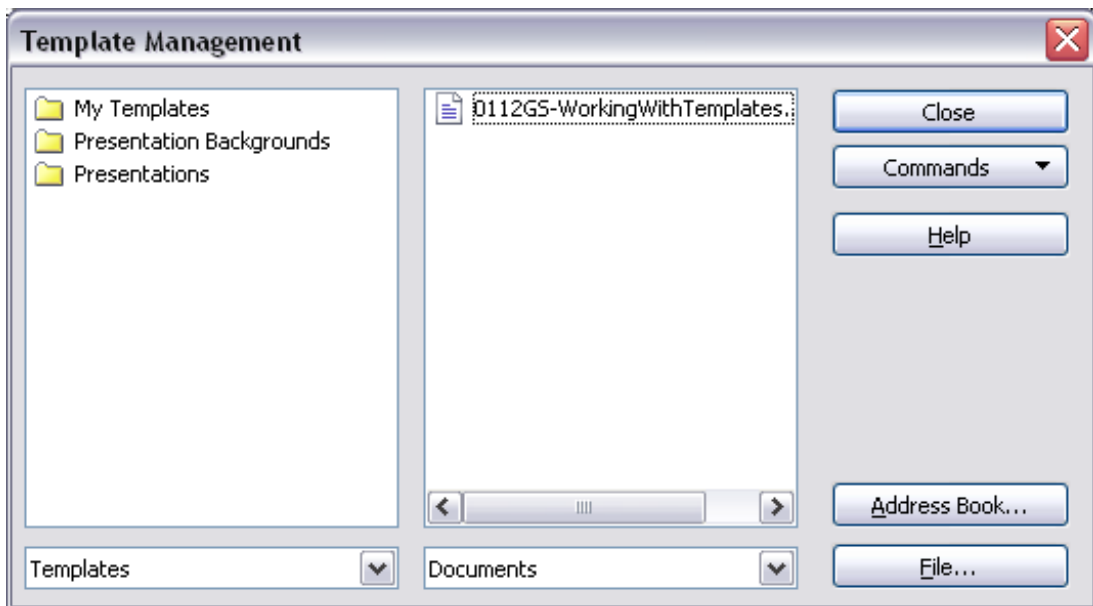 Template Management
My Templates
Presentation Backgrounds
Presentations
0112GS-WorkingWithTemplates.
Close
Commands
Help
Address Book...
Templates
Documents
File...